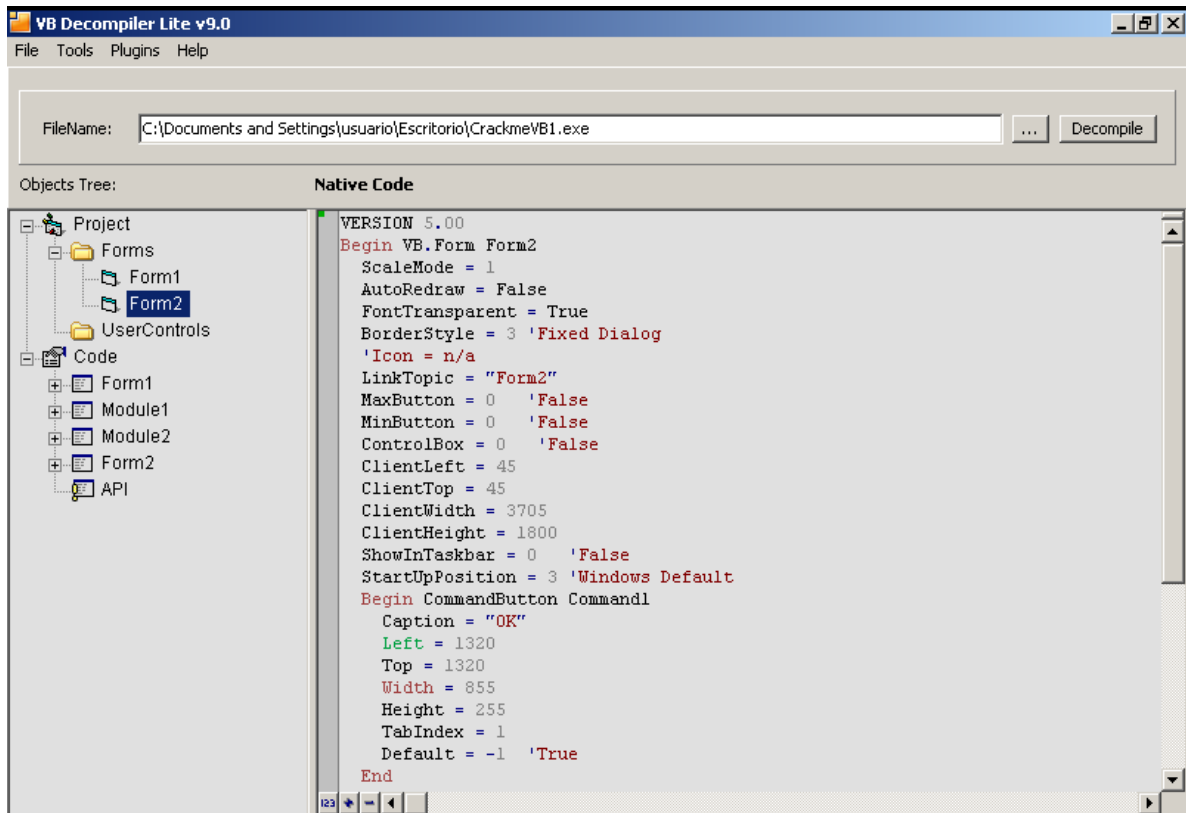 VB Decompiler Lite v9.0
File Tools Plugins Help
FileName: C:\Documents and Settings\usuario\Escritorio\CrackmeVB1.exe ... Decompile
Objects Tree: Native Code
Project
Forms
Form1
Form2
UserControls
Code
Form1
Module1
Module2
Form2
API
VERSION 5.00
Begin VB.Form Form2
ScaleMode = 1
AutoRedraw = False
FontTransparent = True
BorderStyle = 3 'Fixed Dialog
'Icon = n/a
LinkTopic = "Form2"
MaxButton = 0 'False
MinButton = 0 'False
ControlBox = 0 'False
ClientLeft = 45
ClientTop = 45
ClientWidth = 3705
ClientHeight = 1800
ShowInTaskbar = 0 'False
StartUpPosition = 3 'Windows Default
Begin CommandButton Command1
Caption = "OK"
Left = 1320
Top = 1320
Width = 855
Height = 255
TabIndex = 1
Default = -1 'True
End
123